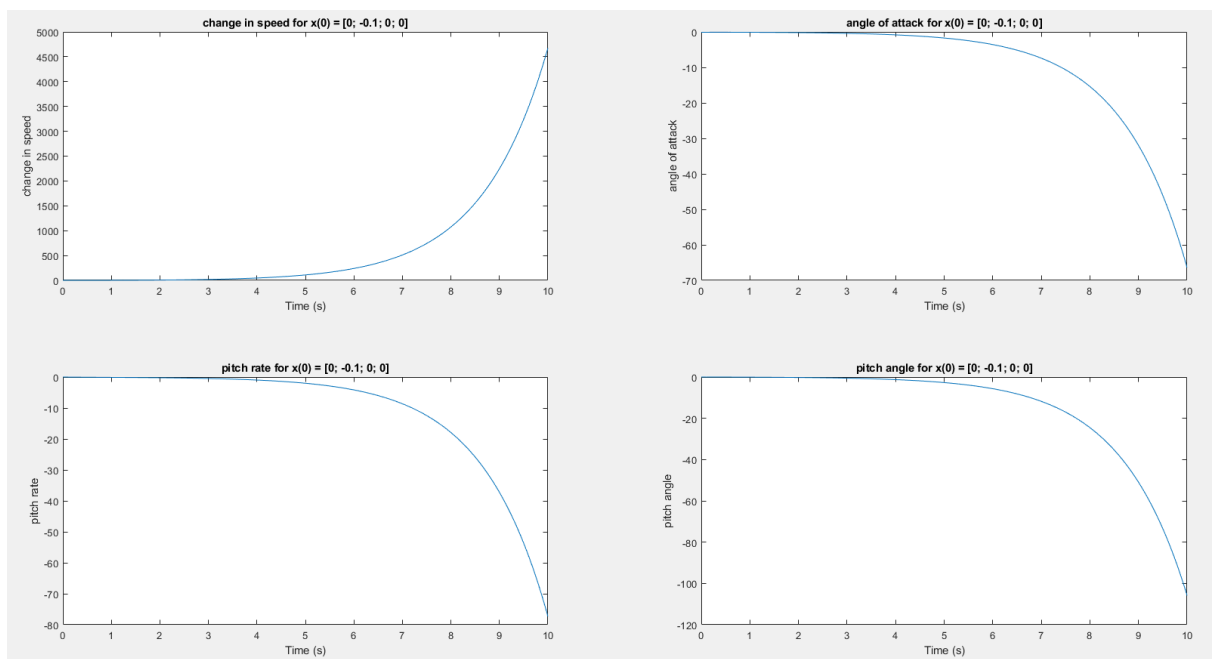 change in speed for x(0) = [0; -0.1; 0; 0]
5000
4500
4000
3500
3000
2500
2000
1500
1000
500
0
change in speed
0 1 2 3 4 5 6 7 8 9 10
Time (s)
angle of attack for x(0) = [0; -0.1; 0; 0]
0
-10
-20
-30
-40
-50
-60
-70
angle of attack
0 1 2 3 4 5 6 7 8 9 10
Time (s)
pitch rate for x(0) = [0; -0.1; 0; 0]
0
-10
-20
-30
-40
-50
-60
-70
-80
pitch rate
0 1 2 3 4 5 6 7 8 9 10
Time (s)
pitch angle for x(0) = [0; -0.1; 0; 0]
0
-20
-40
-60
-80
-100
-120
pitch angle
0 1 2 3 4 5 6 7 8 9 10
Time (s)